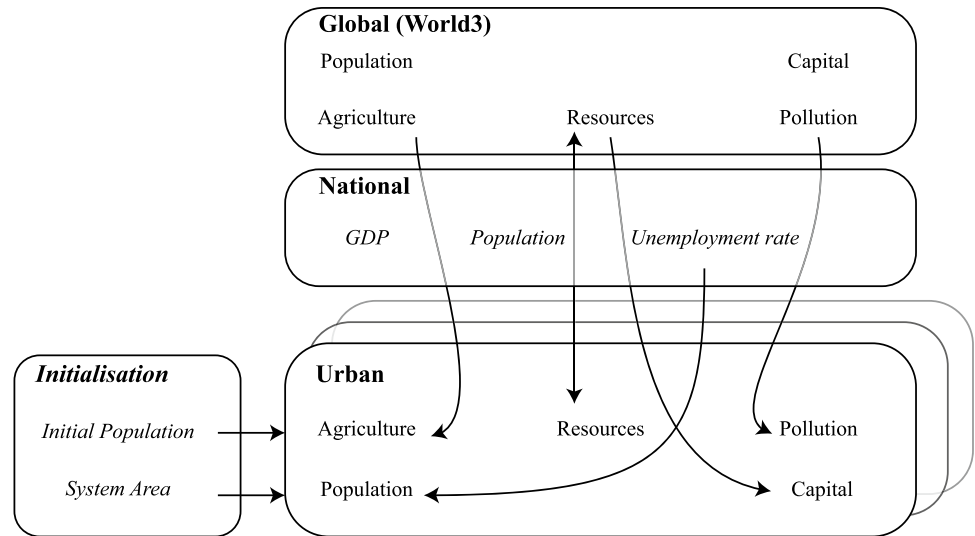 Global (World3)
Population Capital
Agriculture Resources Pollution
National
GDP Population Unemployment rate
Initialisation
Initial Population
System Area
Urban
Agriculture Resources Pollution
Population Capital